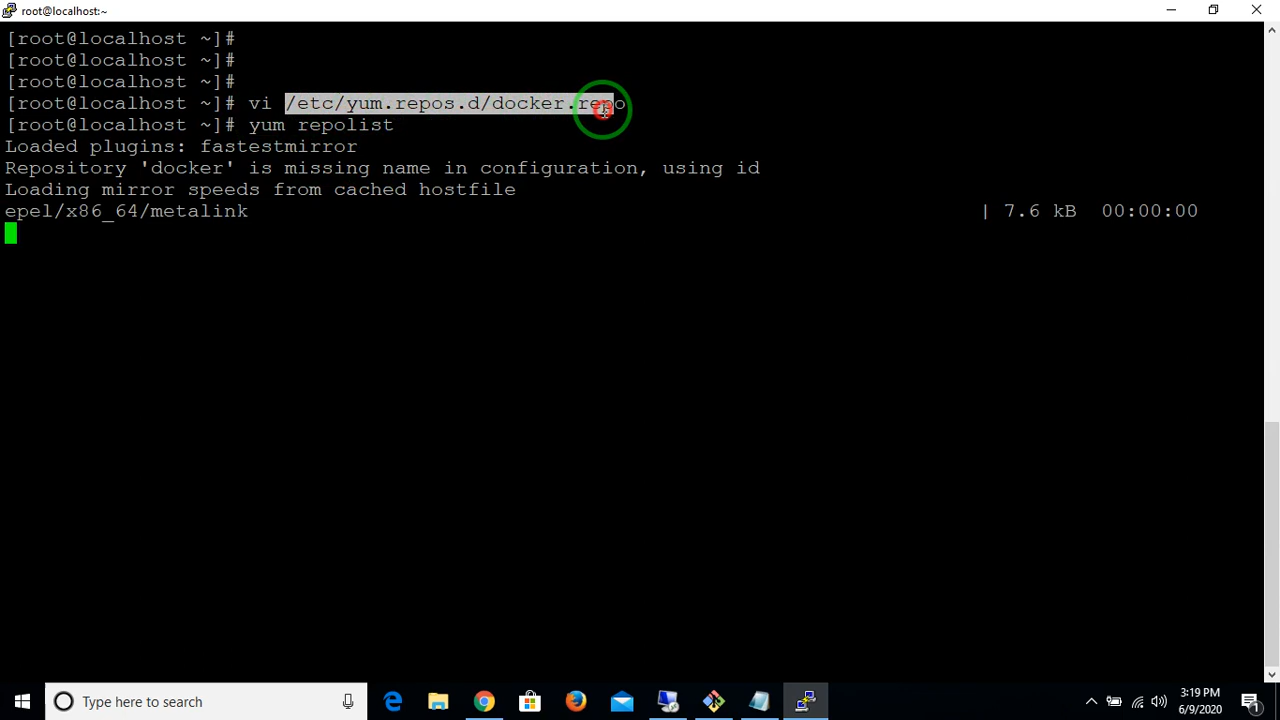 root@localhost:~
[root@localhost ~]#
[root@localhost ~]#
[root@localhost ~]#
[root@localhost ~]# vi /etc/yum.repos.d/docker.repo
[root@localhost ~]# yum repolist
Loaded plugins: fastestmirror
Repository 'docker' is missing name in configuration, using id
Loading mirror speeds from cached hostfile
epel/x86_64/metalink | 7.6 kB 00:00:00
Type here to search
3:19 PM
6/9/2020
1